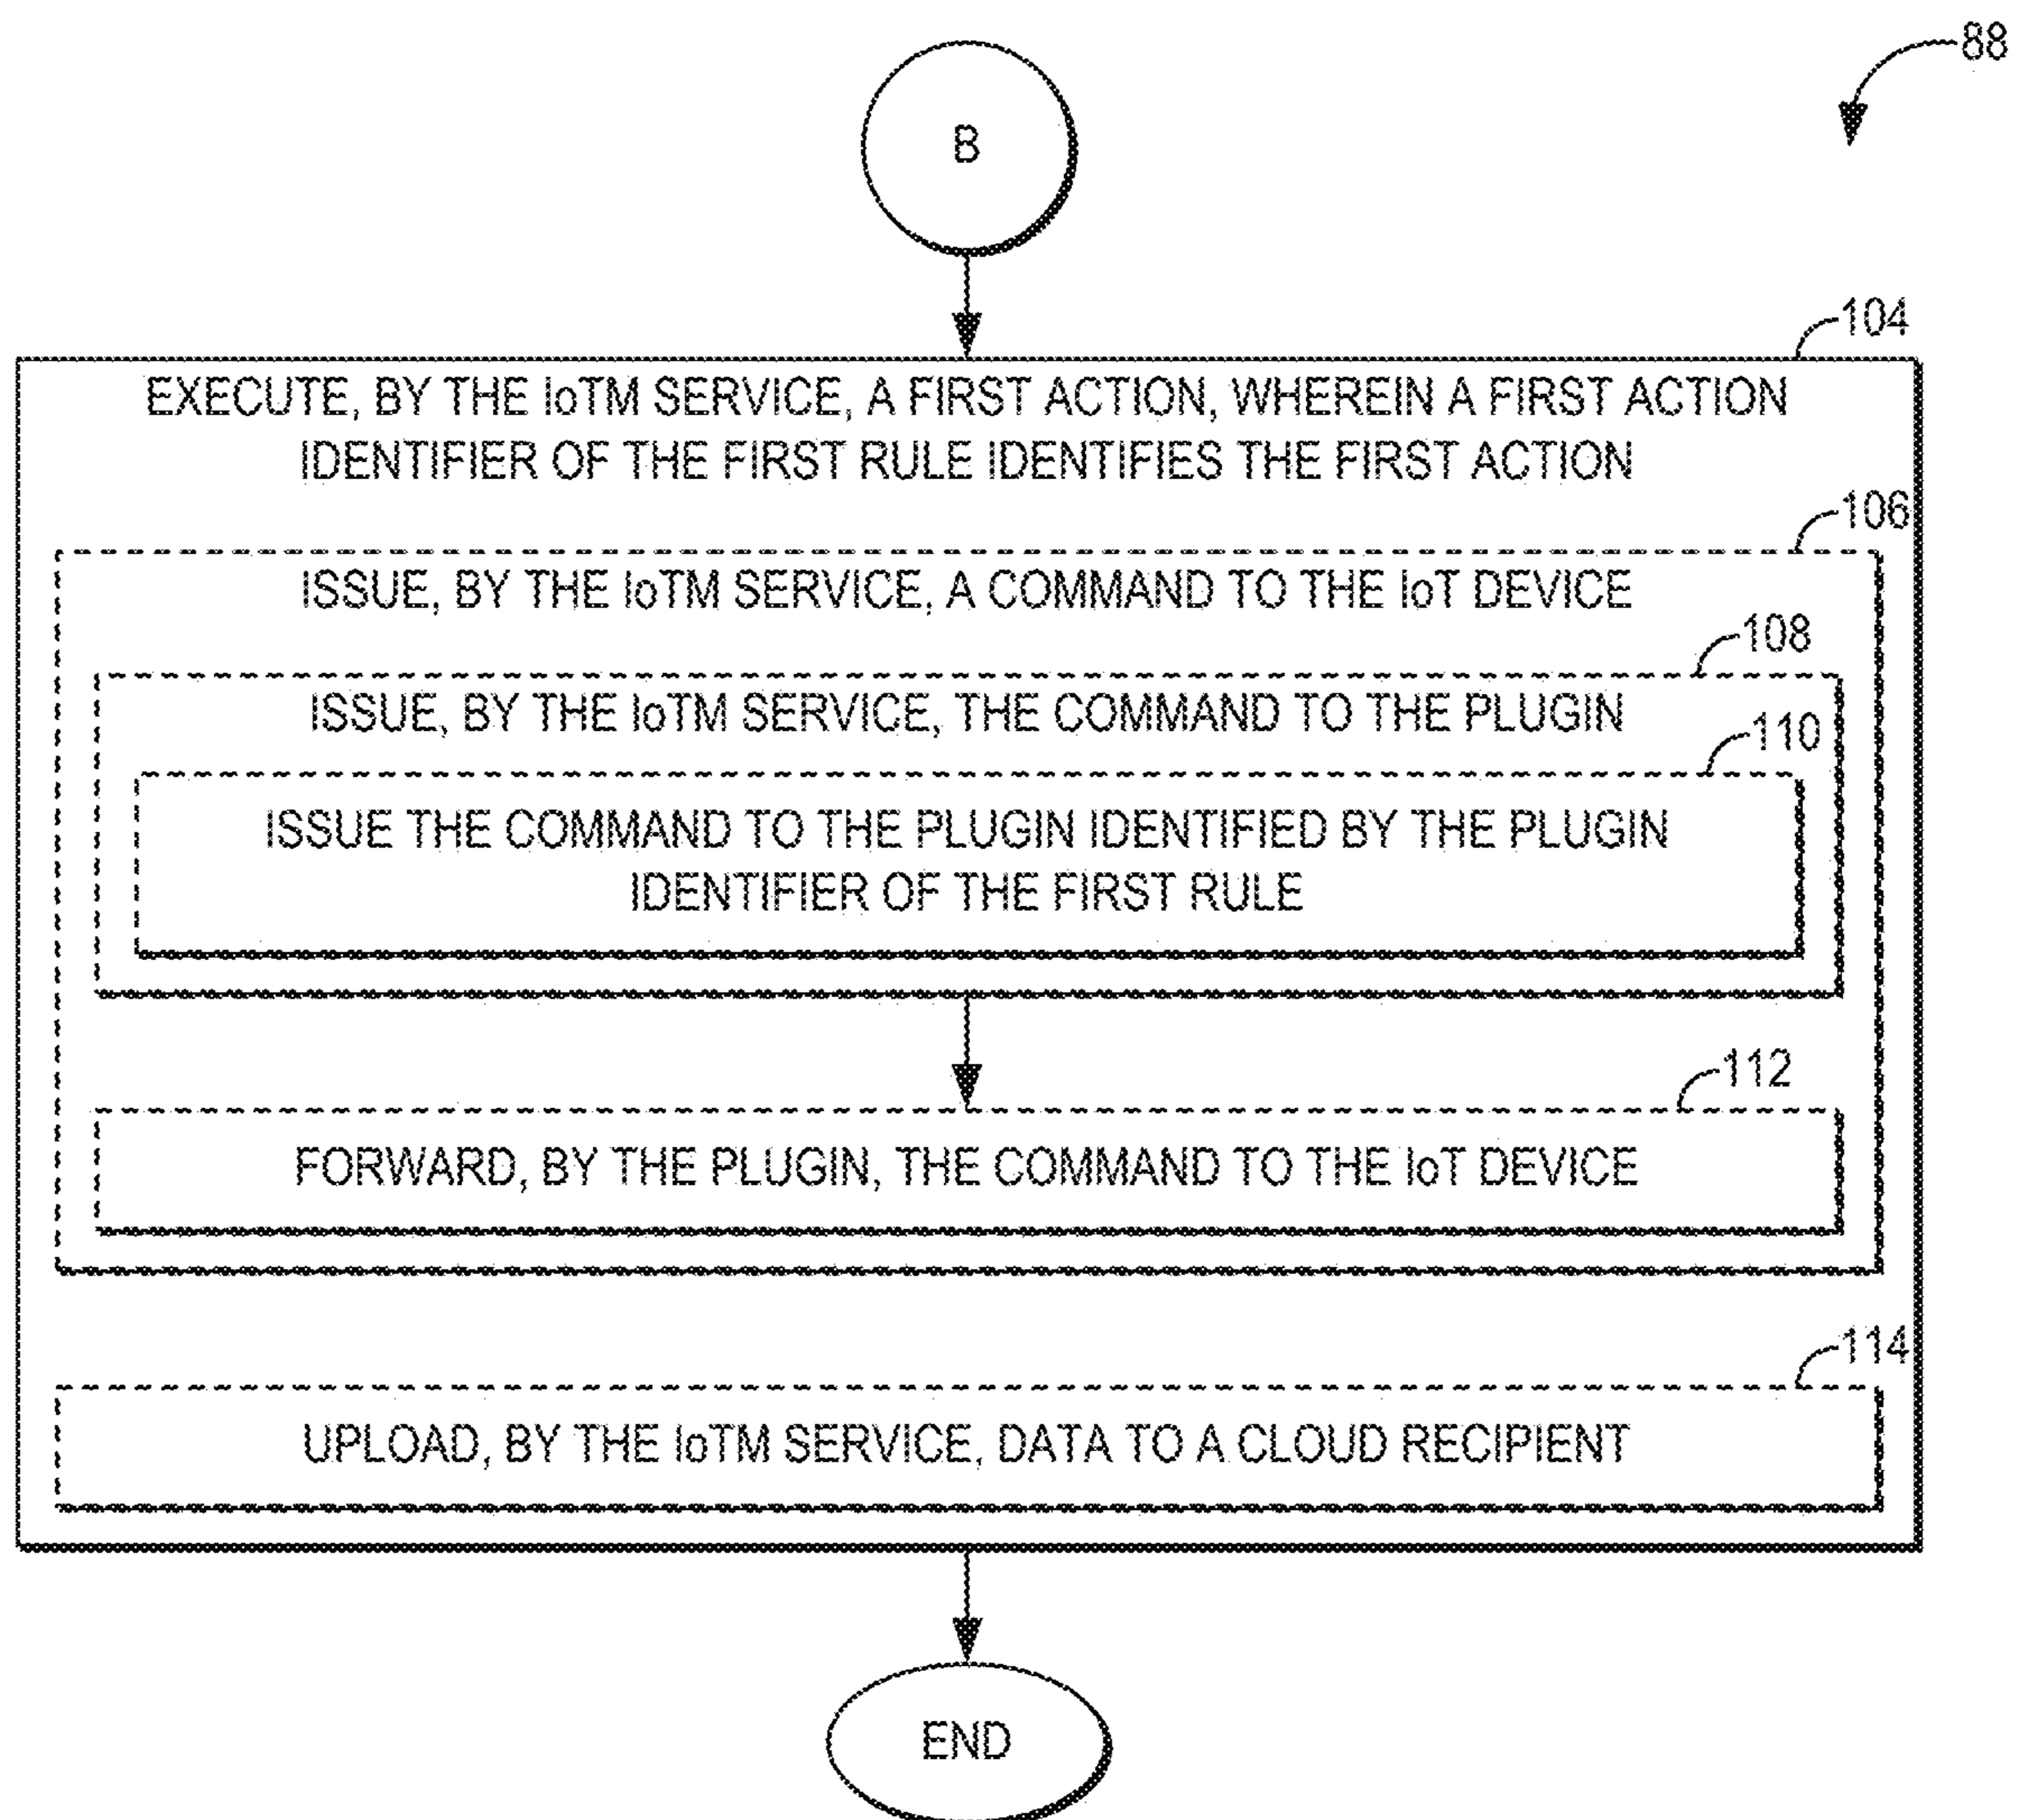 88
B
104
EXECUTE, BY THE IoTM SERVICE, A FIRST ACTION, WHEREIN A FIRST ACTION
IDENTIFIER OF THE FIRST RULE IDENTIFIES THE FIRST ACTION
106
ISSUE, BY THE IoTM SERVICE, A COMMAND TO THE IoT DEVICE
108
ISSUE, BY THE IoTM SERVICE, THE COMMAND TO THE PLUGIN
110
ISSUE THE COMMAND TO THE PLUGIN IDENTIFIED BY THE PLUGIN
IDENTIFIER OF THE FIRST RULE
112
FORWARD, BY THE PLUGIN, THE COMMAND TO THE IoT DEVICE
114
UPLOAD, BY THE IoTM SERVICE, DATA TO A CLOUD RECIPIENT
END